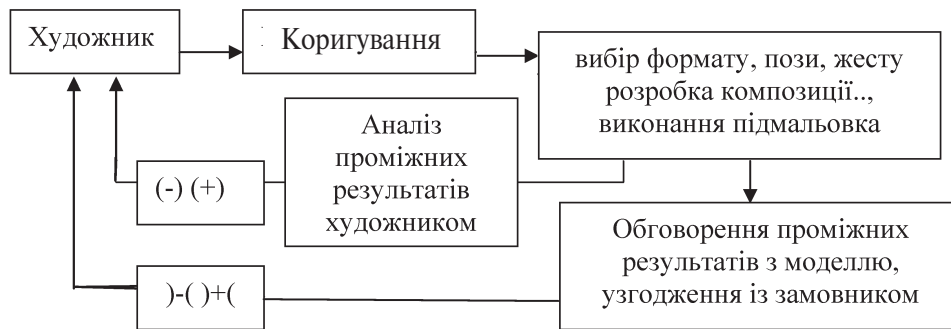 Художник
Коригування
вибір формату, пози, жесту
розробка композиції..,
виконання підмальовка
Аналіз
проміжних
результатів
художником
(-) (+)
Обговорення проміжних
результатів з моделлю,
узгодження із замовником
)-( )+(